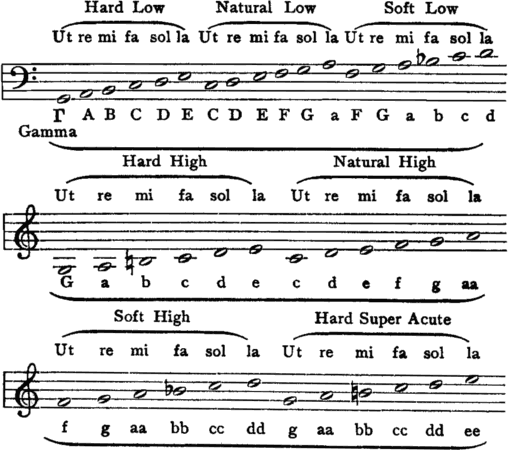 Hard Low Natural Low Soft Low
Ut re mi fa sol la Ut re mi fa sol la Ut re mi fa sol la
Γ A B C D E C D E F G a F G a b c d
Gamma
Hard High Natural High
Ut re mi fa sol la Ut re mi fa sol la
G a b c d e c d e f g aa
Soft High Hard Super Acute
Ut re mi fa sol la Ut re mi fa sol la
f g aa bb cc dd g aa bb cc dd ee